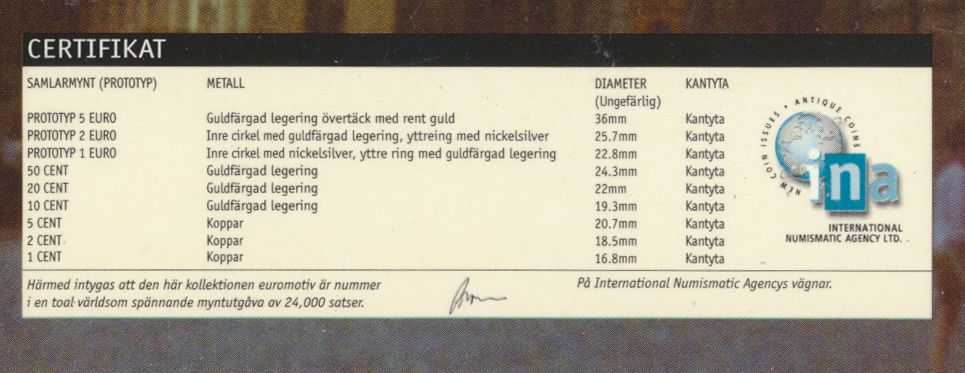 CERTIFIKAT
SAMLARMYNT (PROTOTYP) METALL DIAMETER (Ungefärlig) KANTYTA
PROTOTYP 5 EURO Guldfärgad legering övertäck med rent guld 36mm Kantyta
PROTOTYP 2 EURO Inre cirkel med guldfärgad legering, yttreing med nickelsilver 25.7mm Kantyta
PROTOTYP 1 EURO Inre cirkel med nickelsilver, yttre ring med guldfärgad legering 22.8mm Kantyta
50 CENT Guldfärgad legering 24.3mm Kantyta
20 CENT Guldfärgad legering 22mm Kantyta
10 CENT Guldfärgad legering 19.3mm Kantyta
5 CENT Koppar 20.7mm Kantyta
2 CENT Koppar 18.5mm Kantyta
1 CENT Koppar 16.8mm Kantyta
NEW COIN ISSUES • ANTIQUE COINS
ina
INTERNATIONAL
NUMISMATIC AGENCY LTD.
Härmed intygas att den här kollektionen euromotiv är nummer
i en toal världsom spännande myntutgåva av 24,000 satser.
På International Numismatic Agencys vägnar.